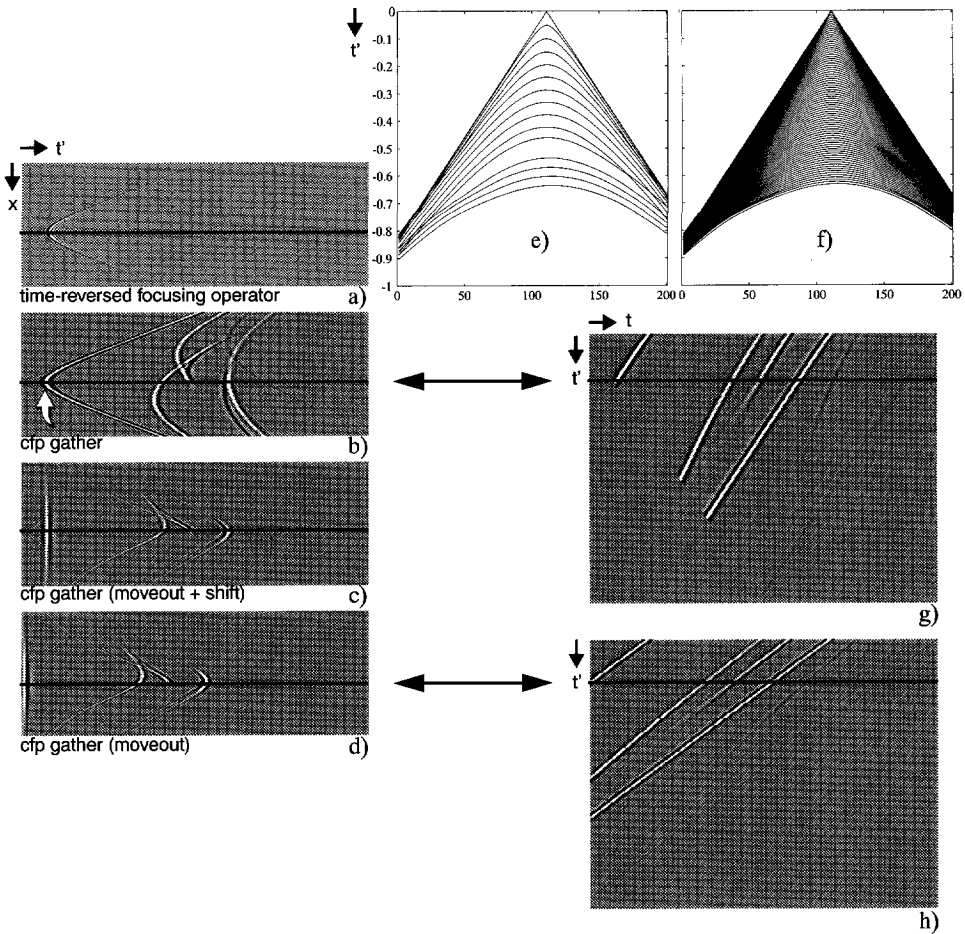 t'
x
time-reversed focusing operator
a)
cfp gather
b)
cfp gather (moveout + shift)
c)
cfp gather (moveout)
d)
t'
0
-0.1
-0.2
-0.3
-0.4
-0.5
-0.6
-0.7
-0.8
-0.9
-1
0 50 100 150 200
e)
0 50 100 150 200
f)
t
t'
g)
t'
h)